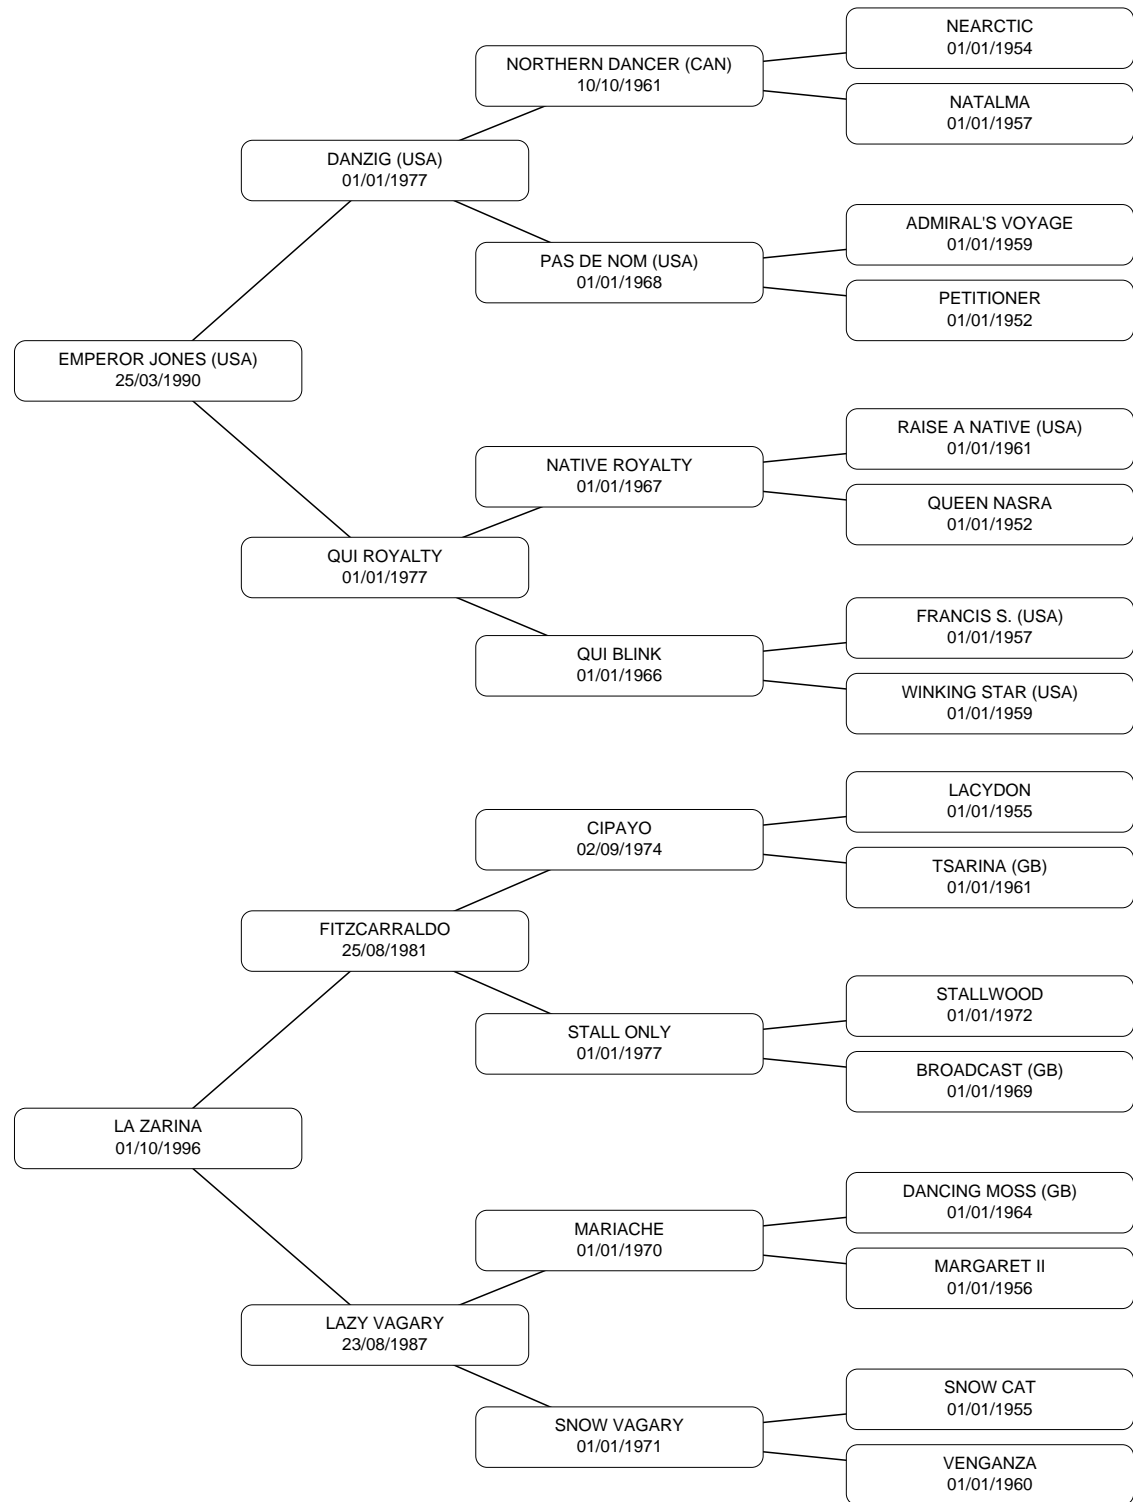 NEARCTIC
01/01/1954
NORTHERN DANCER (CAN)
10/10/1961
NATALMA
01/01/1957
DANZIG (USA)
01/01/1977
ADMIRAL'S VOYAGE
01/01/1959
PAS DE NOM (USA)
01/01/1968
PETITIONER
01/01/1952
EMPEROR JONES (USA)
25/03/1990
RAISE A NATIVE (USA)
01/01/1961
NATIVE ROYALTY
01/01/1967
QUEEN NASRA
01/01/1952
QUI ROYALTY
01/01/1977
FRANCIS S. (USA)
01/01/1957
QUI BLINK
01/01/1966
WINKING STAR (USA)
01/01/1959
LACYDON
01/01/1955
CIPAYO
02/09/1974
TSARINA (GB)
01/01/1961
FITZCARRALDO
25/08/1981
STALLWOOD
01/01/1972
STALL ONLY
01/01/1977
BROADCAST (GB)
01/01/1969
LA ZARINA
01/10/1996
DANCING MOSS (GB)
01/01/1964
MARIACHE
01/01/1970
MARGARET II
01/01/1956
LAZY VAGARY
23/08/1987
SNOW CAT
01/01/1955
SNOW VAGARY
01/01/1971
VENGANZA
01/01/1960